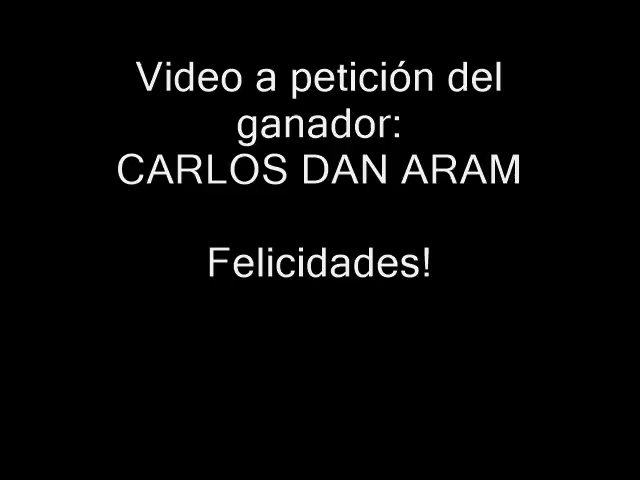 Video a petición del
ganador:
CARLOS DAN ARAM
Felicidades!